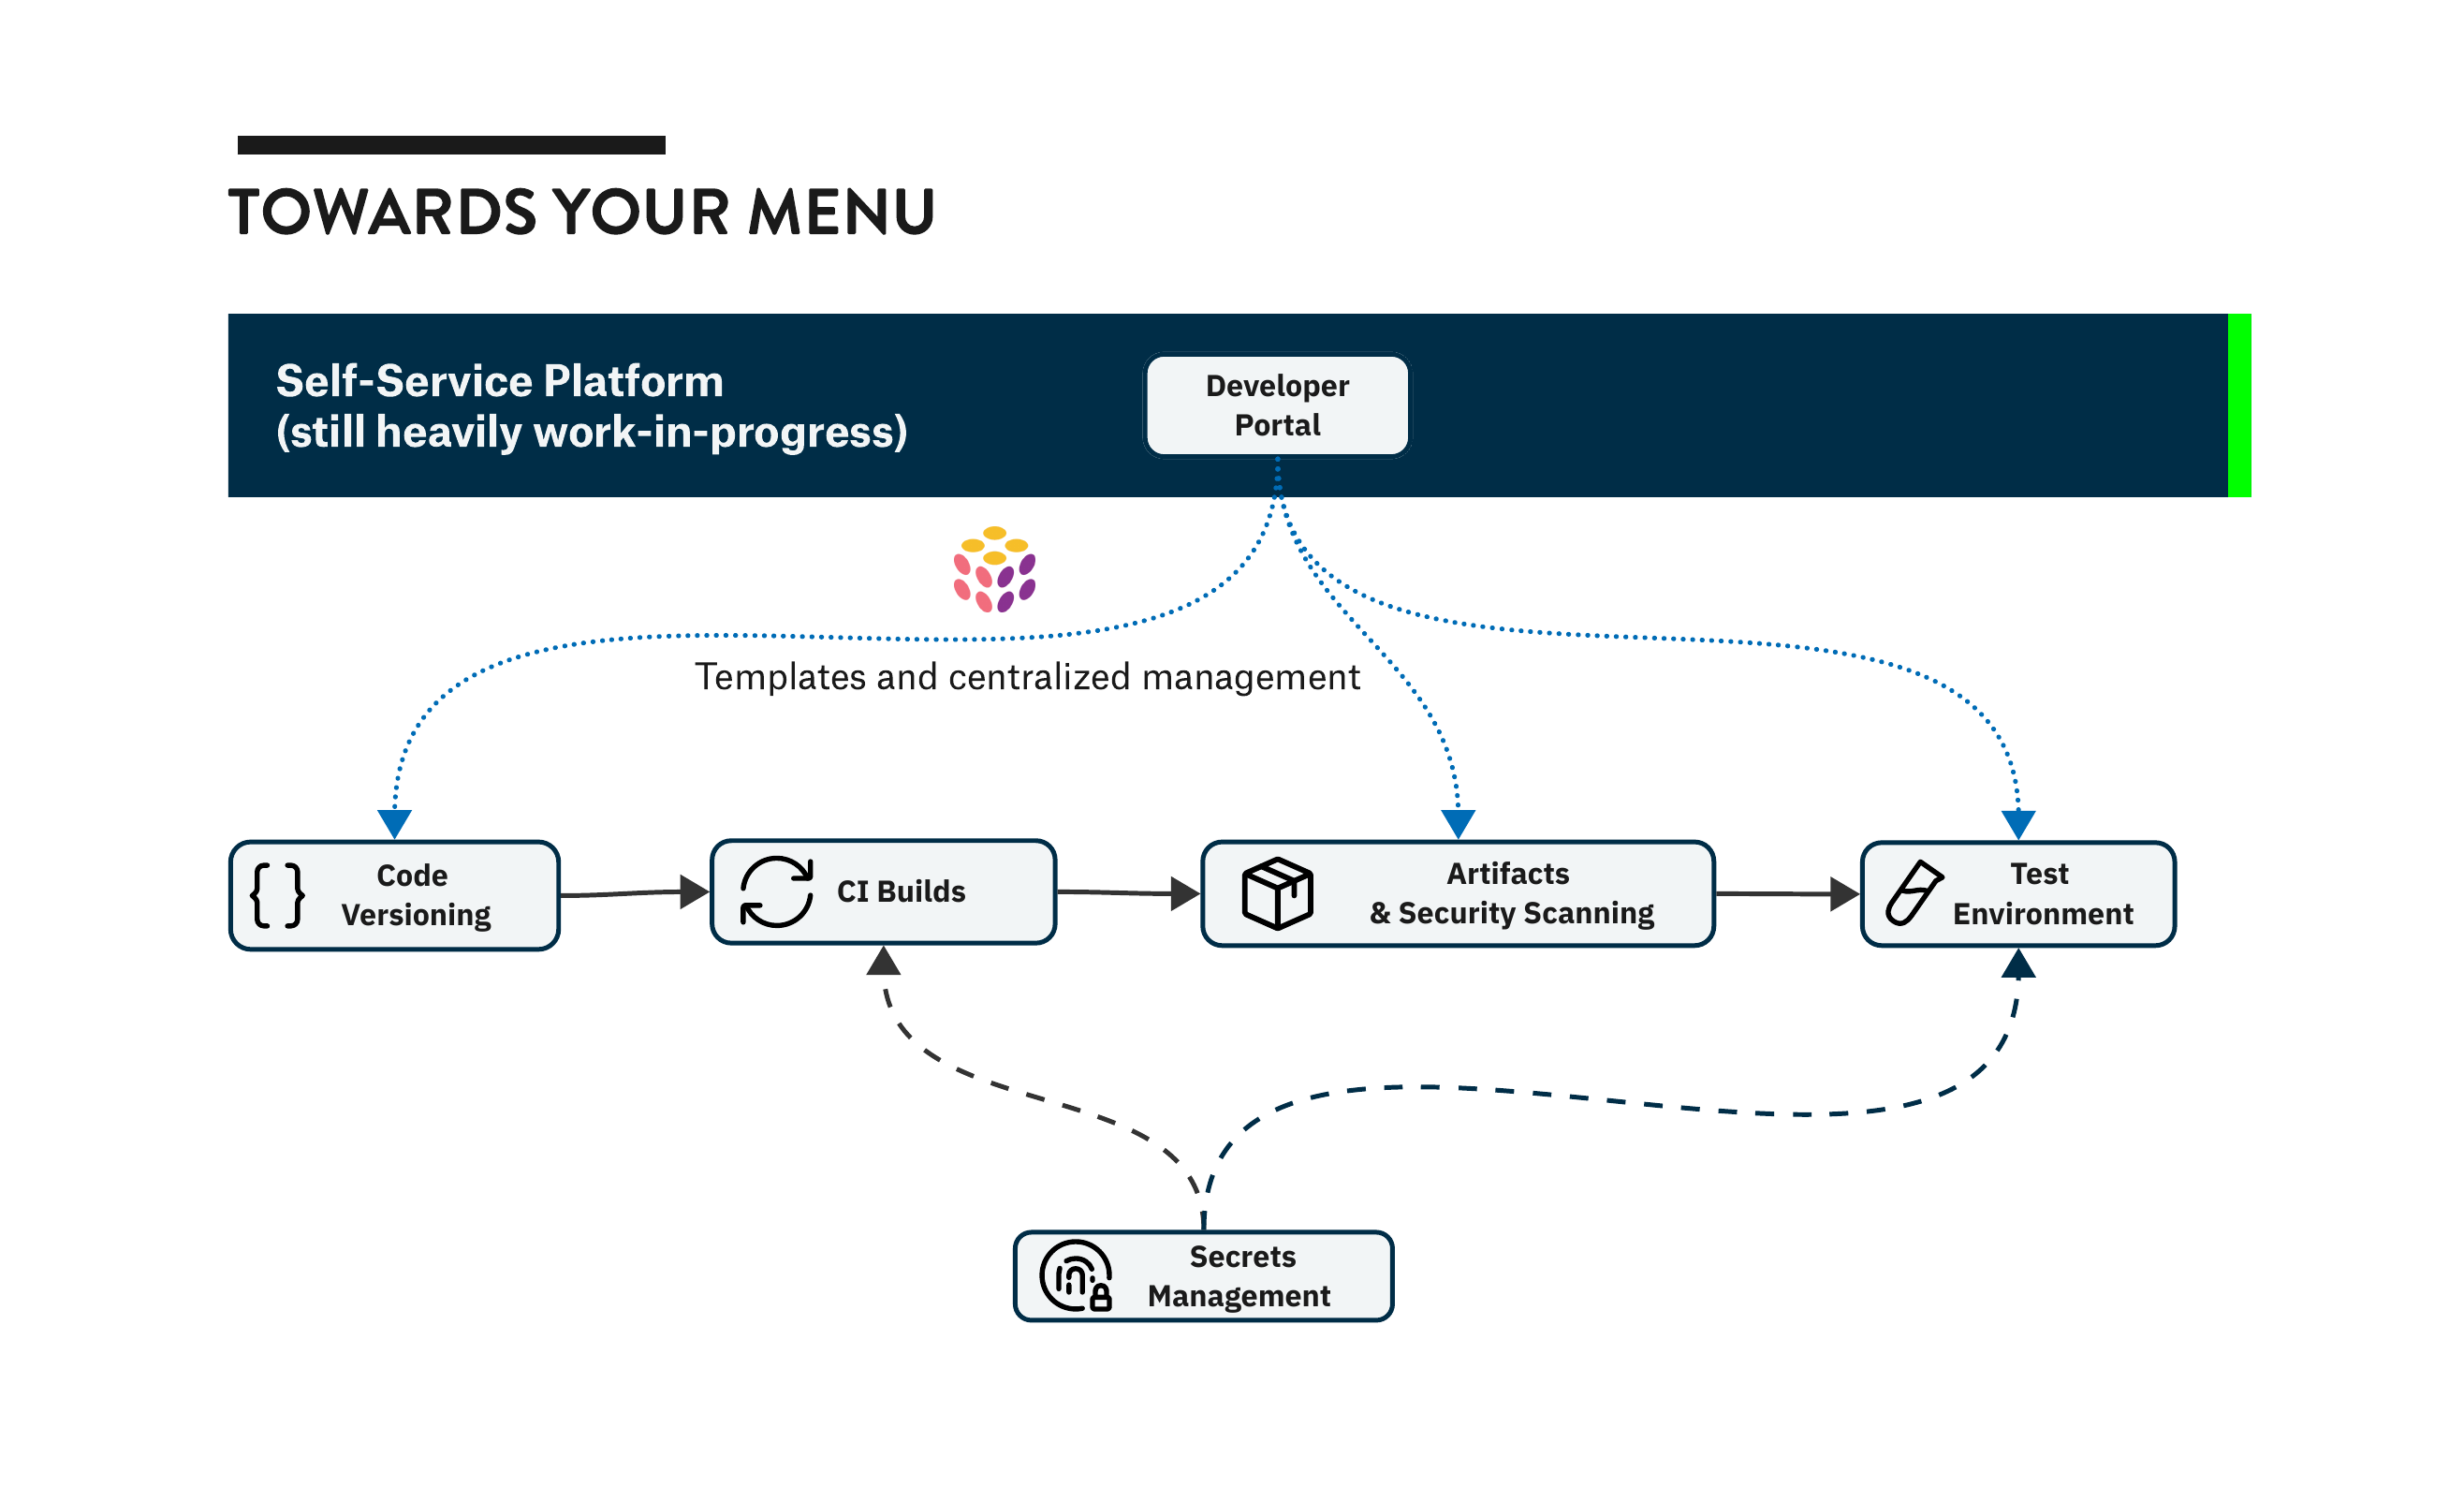 TOWARDS YOUR MENU
Self-Service Platform
(still heavily work-in-progress)
Developer
Portal
Templates and centralized management
Code
Versioning
CI Builds
Artifacts
& Security Scanning
Test
Environment
Secrets
Management